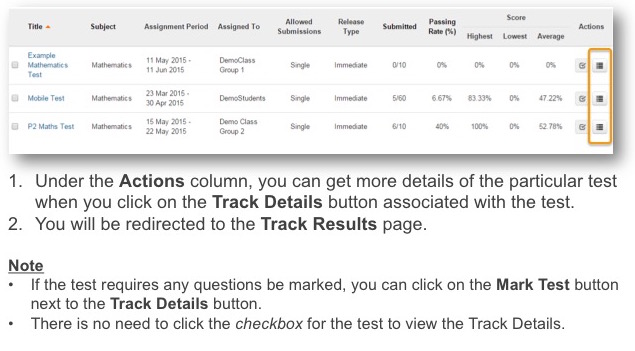 Score
Allowed Release Passing
Title Subject Assignment Period Assigned To Submissions Type Submitted Rate (%) Highest Lowest Average Actions
Example
Mathematics
Test
Mathematics
11 May 2015 -
11 Jun 2015
DemoClass
Group 1
Single Immediate 0/10 0% 0% 0% 0%
Mobile Test
Mathematics
23 Mar 2015 -
30 Apr 2015
DemoStudents
Single Immediate 5/60 6.67% 83.33% 0% 47.22%
P2 Maths Test
Mathematics
15 May 2015 -
22 May 2015
Demo Class
Group 2
Single Immediate 6/10 40% 100% 0% 52.78%
1. Under the Actions column, you can get more details of the particular test
when you click on the Track Details button associated with the test.
2. You will be redirected to the Track Results page.
Note
• If the test requires any questions be marked, you can click on the Mark Test button
next to the Track Details button.
• There is no need to click the checkbox for the test to view the Track Details.